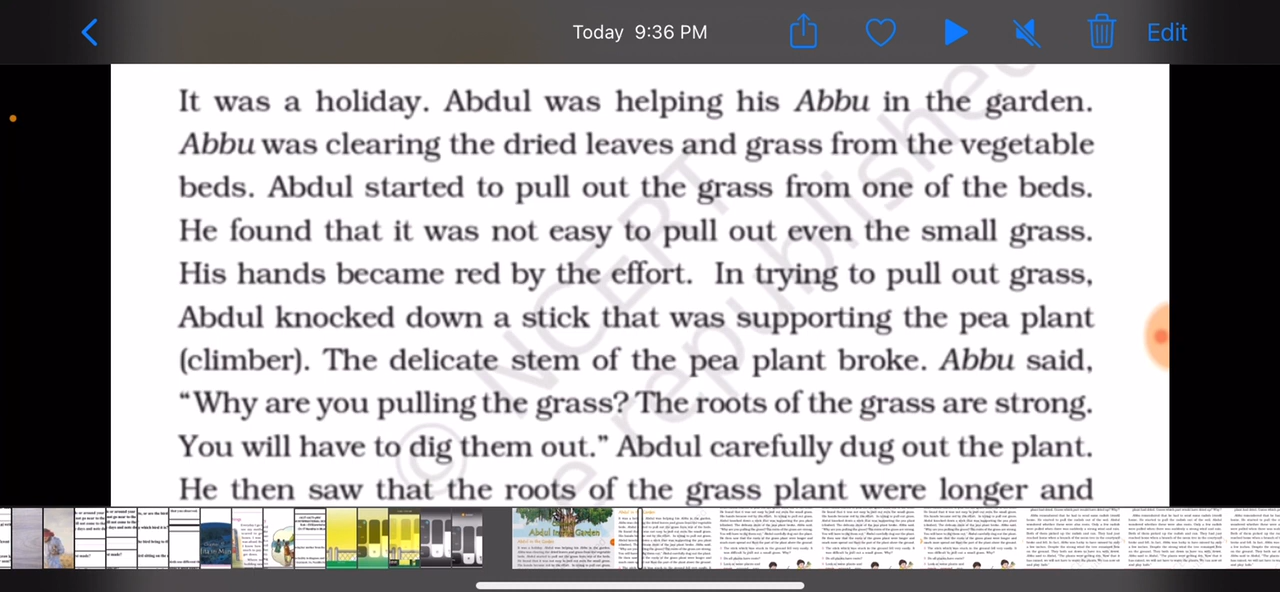 Today 9:36 PM
Edit
It was a holiday. Abdul was helping his Abbu in the garden.
Abbu was clearing the dried leaves and grass from the vegetable
beds. Abdul started to pull out the grass from one of the beds.
He found that it was not easy to pull out even the small grass.
His hands became red by the effort. In trying to pull out grass,
Abdul knocked down a stick that was supporting the pea plant
(climber). The delicate stem of the pea plant broke. Abbu said,
“Why are you pulling the grass? The roots of the grass are strong.
You will have to dig them out.” Abdul carefully dug out the plant.
He then saw that the roots of the grass plant were longer and
© NCERT
republished